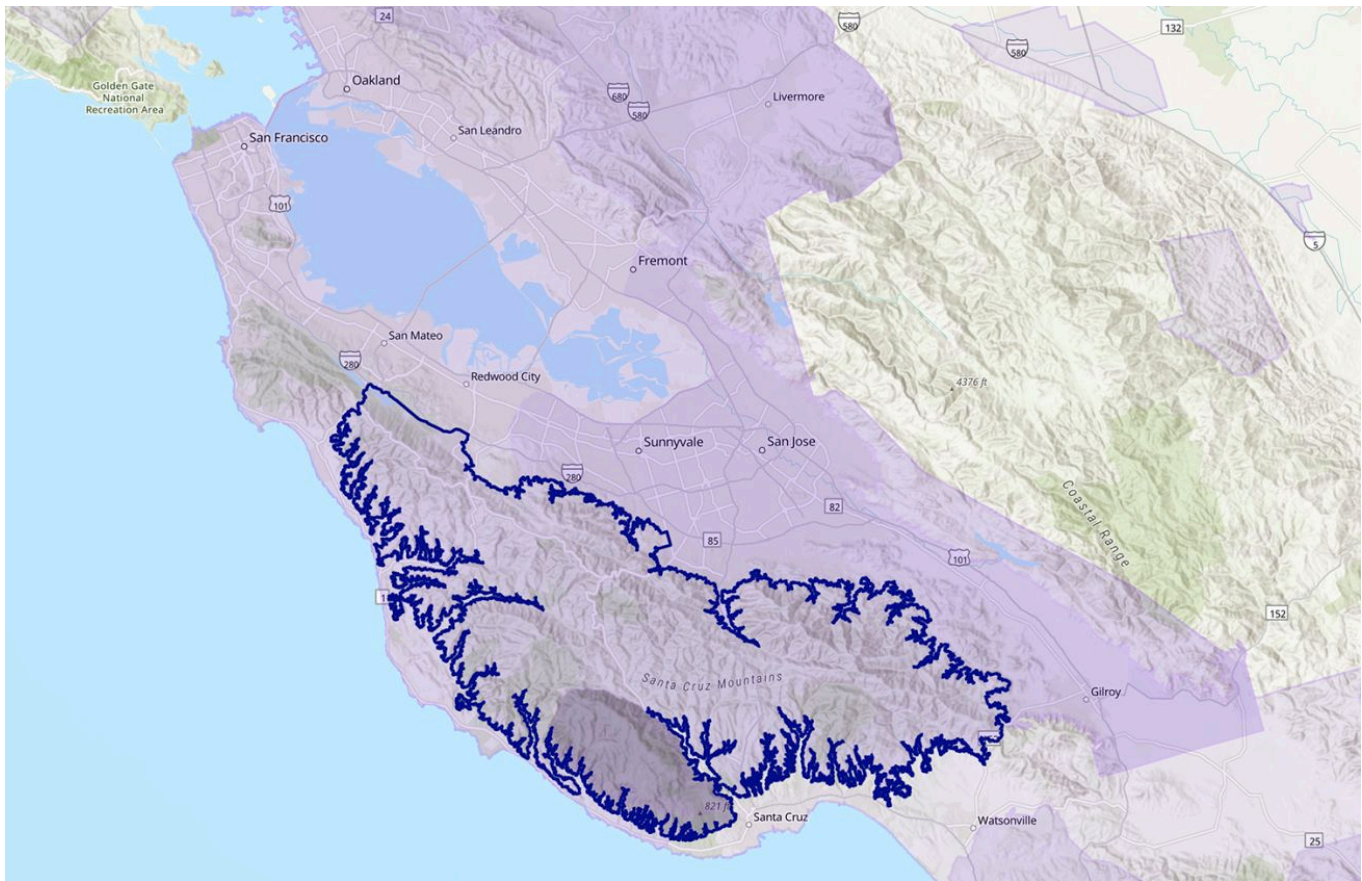 24
580
132
580
Golden Gate
National
Recreation Area
Oakland
680
580
Livermore
San Francisco
San Leandro
101
5
Fremont
San Mateo
280
Redwood City
4376 ft
Sunnyvale
San Jose
280
82
85
Coastal Range
101
1
152
Santa Cruz Mountains
Gilroy
821 ft
Santa Cruz
Watsonville
25